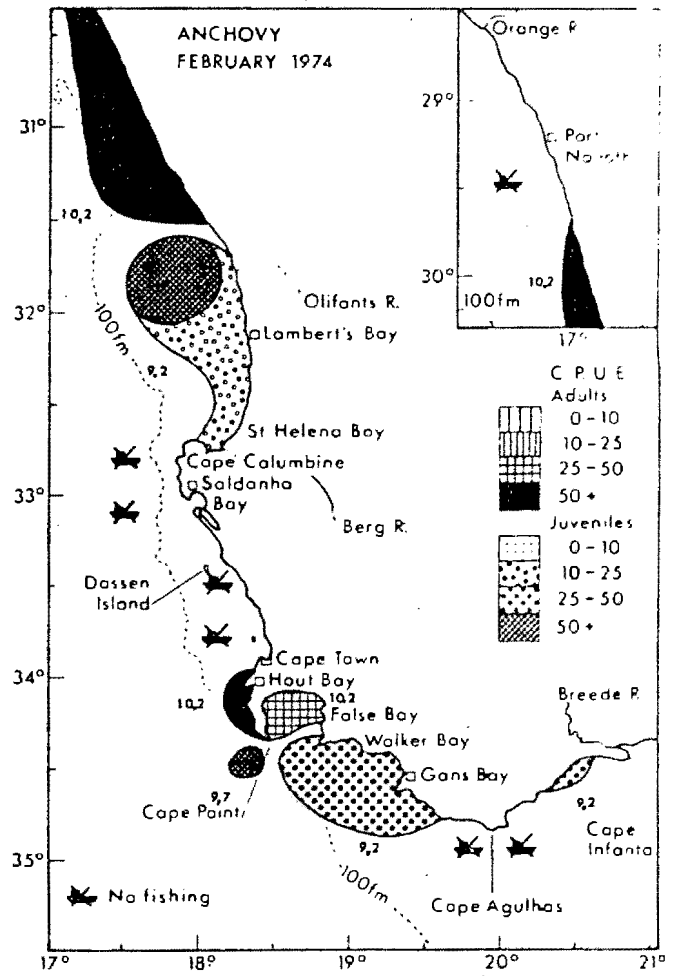 ANCHOVY
FEBRUARY 1974
Orange R.
29°
Port
30°
10,2
100fm
17°
31°
10,2
32°
Olifants R.
100fm
Lambert's Bay
9,2
C P U E
Adults
0-10
10-25
25-50
50+
Juveniles
0-10
10-25
25-50
50+
St Helena Bay
Cape Columbine
Saldanha
Bay
33°
Berg R.
Dassen
Island
Cape Town
34°
Hout Bay
10,2
10.2
False Bay
Breede R.
Walker Bay
Gans Bay
9,7
Cape Point
9,2
9,2
Cape
Infanta
35°
100fm
No fishing
Cape Agulhas
17°
18°
19°
20°
21°